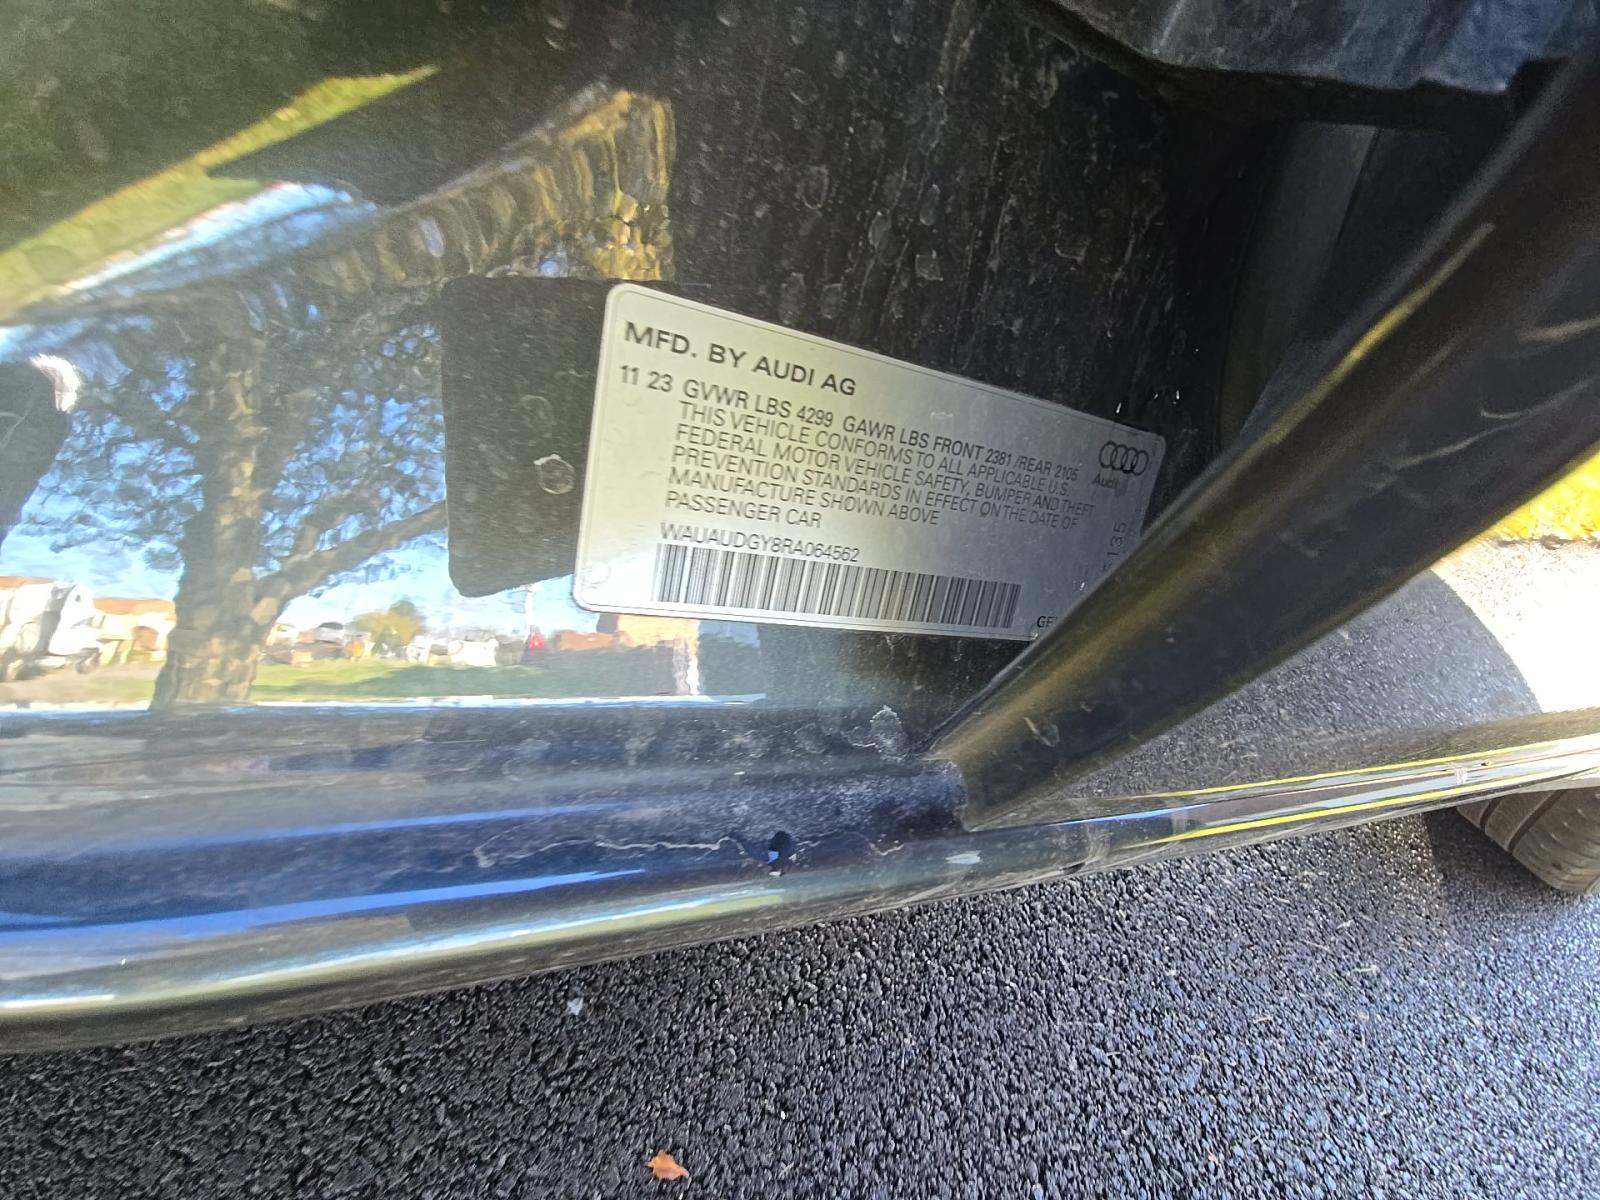 MFD. BY AUDI AG
11 23 GVWR LBS 4299 GAWR LBS FRONT 2381 /REAR 2105
THIS VEHICLE CONFORMS TO ALL APPLICABLE U.S.
FEDERAL MOTOR VEHICLE SAFETY, BUMPER AND THEFT
PREVENTION STANDARDS IN EFFECT ON THE DATE OF
MANUFACTURE SHOWN ABOVE
PASSENGER CAR
WAUAUDGY8RA064562
Audi